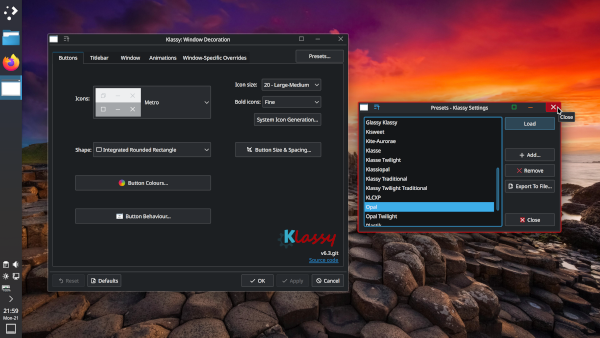 Klassy: Window Decoration
Buttons
Titlebar
Window
Animations
Window-Specific Overrides
Presets...
Icons:
Metro
Icon size:
20 - Large-Medium
Bold icons:
Fine
System Icon Generation...
Shape:
Integrated Rounded Rectangle
Button Size & Spacing...
Button Colours...
Button Behaviour...
Klassy
v6.3.git
Source code
Reset
Defaults
OK
Apply
Cancel
Presets - Klassy Settings
Close
Glassy Klassy
Kisweet
Kite-Aurorae
Klasse
Klasse Twilight
Klassiopal
Klassy Traditional
Klassy Twilight Traditional
KLCXP
Opal
Opal Twilight
Load
Add...
Remove
Export To File...
Close
21:59
Mon-21